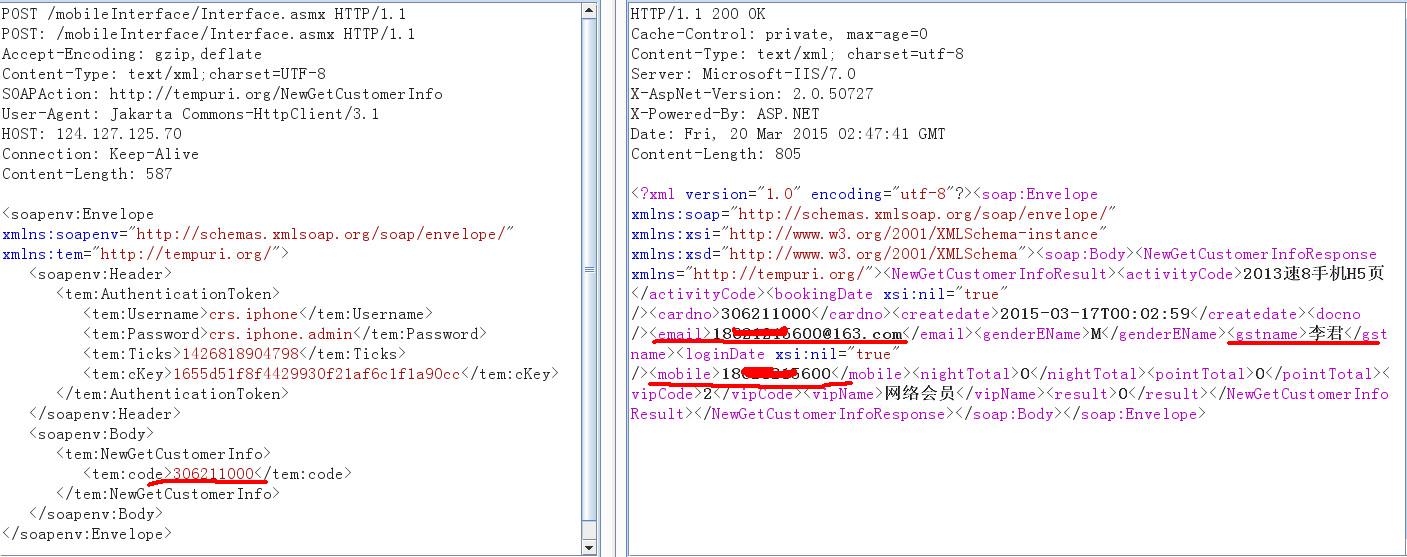 POST /mobileInterface/Interface.asmx HTTP/1.1
POST: /mobileInterface/Interface.asmx HTTP/1.1
Accept-Encoding: gzip,deflate
Content-Type: text/xml;charset=UTF-8
SOAPAction: http://tempuri.org/NewGetCustomerInfo
User-Agent: Jakarta Commons-HttpClient/3.1
HOST: 124.127.125.70
Connection: Keep-Alive
Content-Length: 587
<soapenv:Envelope
xmlns:soapenv="http://schemas.xmlsoap.org/soap/envelope/"
xmlns:tem="http://tempuri.org/">
<soapenv:Header>
<tem:AuthenticationToken>
<tem:Username>crs.iphone</tem:Username>
<tem:Password>crs.iphone.admin</tem:Password>
<tem:Ticks>1426818904798</tem:Ticks>
<tem:cKey>1655d51f8f4429930f21af6c1f1a90cc</tem:cKey>
</tem:AuthenticationToken>
</soapenv:Header>
<soapenv:Body>
<tem:NewGetCustomerInfo>
<tem:code>306211000</tem:code>
</tem:NewGetCustomerInfo>
</soapenv:Body>
</soapenv:Envelope>
HTTP/1.1 200 OK
Cache-Control: private, max-age=0
Content-Type: text/xml; charset=utf-8
Server: Microsoft-IIS/7.0
X-AspNet-Version: 2.0.50727
X-Powered-By: ASP.NET
Date: Fri, 20 Mar 2015 02:47:41 GMT
Content-Length: 805
<?xml version="1.0" encoding="utf-8"?><soap:Envelope
xmlns:soap="http://schemas.xmlsoap.org/soap/envelope/"
xmlns:xsi="http://www.w3.org/2001/XMLSchema-instance"
xmlns:xsd="http://www.w3.org/2001/XMLSchema"><soap:Body><NewGetCustomerInfoResponse
xmlns="http://tempuri.org/"><NewGetCustomerInfoResult><activityCode>2013速8手机H5页
</activityCode><bookingDate xsi:nil="true"
/><cardno>306211000</cardno><createdate>2015-03-17T00:02:59</createdate><docno
/><email>18 5600@163.com</email><genderEName>M</genderEName><gstname>李君</gst
name><loginDate xsi:nil="true"
/><mobile>18 5600</mobile><nightTotal>0</nightTotal><pointTotal>0</pointTotal><
vipCode>2</vipCode><vipName>网络会员</vipName><result>0</result></NewGetCustomerInfo
Result></NewGetCustomerInfoResponse></soap:Body></soap:Envelope>